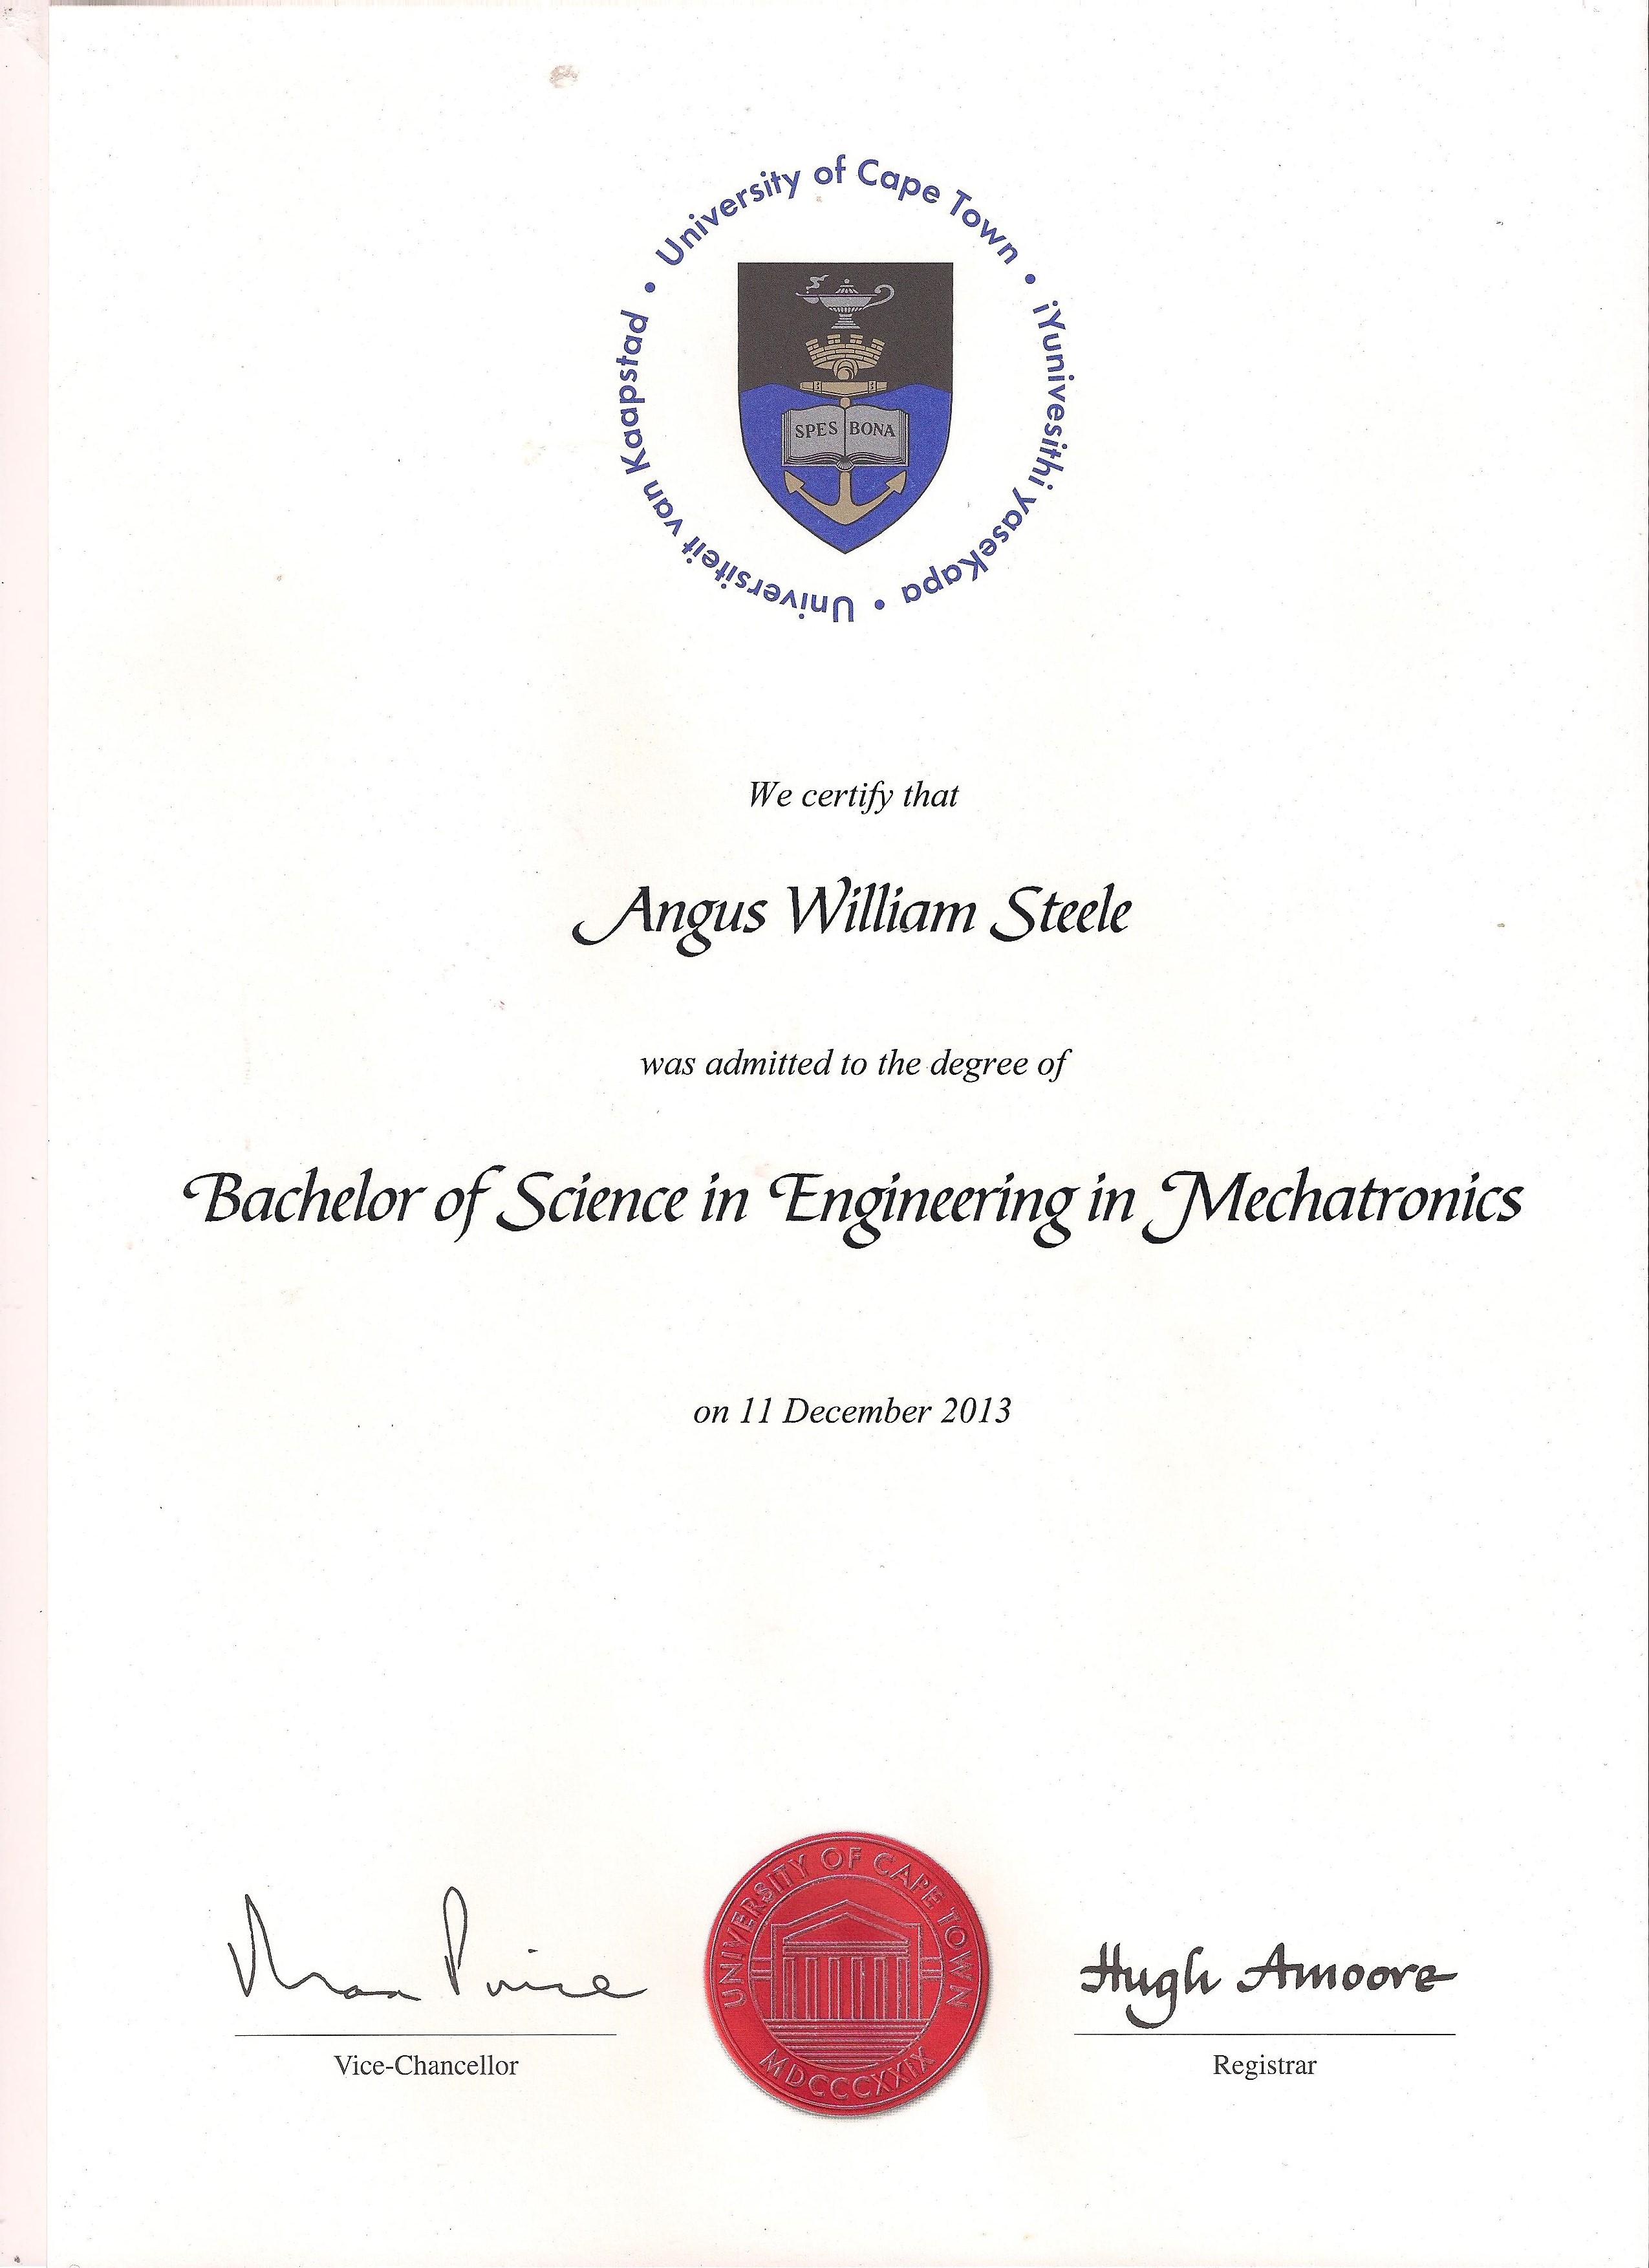 University of Cape Town • iYunivesithi yaseKapa • Universiteit van Kaapstad •
SPES BONA
We certify that
Angus William Steele
was admitted to the degree of
Bachelor of Science in Engineering in Mechatronics
on 11 December 2013
Max Price
Hugh Amoore
Vice-Chancellor
Registrar
UNIVERSITY OF CAPE TOWN
MDCCCXXIX